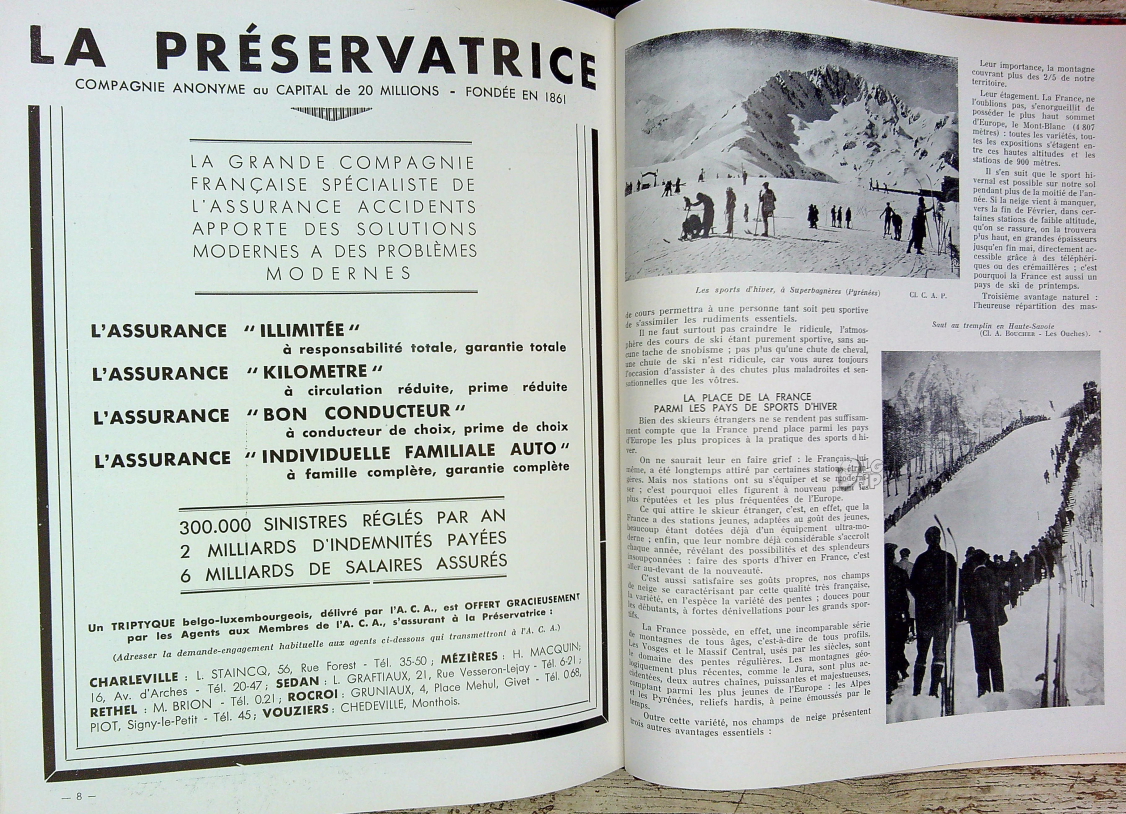 LA PRÉSERVATRICE
COMPAGNIE ANONYME au CAPITAL de 20 MILLIONS - FONDÉE EN 1861
LA GRANDE COMPAGNIE
FRANÇAISE SPÉCIALISTE DE
L'ASSURANCE ACCIDENTS
APPORTE DES SOLUTIONS
MODERNES A DES PROBLÈMES
MODERNES
L'ASSURANCE "ILLIMITÉE"
à responsabilité totale, garantie totale
L'ASSURANCE "KILOMETRE"
à circulation réduite, prime réduite
L'ASSURANCE "BON CONDUCTEUR"
à conducteur de choix, prime de choix
L'ASSURANCE "INDIVIDUELLE FAMILIALE AUTO"
à famille complète, garantie complète
300.000 SINISTRES RÉGLÉS PAR AN
2 MILLIARDS D'INDEMNITÉS PAYÉES
6 MILLIARDS DE SALAIRES ASSURÉS
Un TRIPTYQUE belgo-luxembourgeois, délivré par l'A. C. A., est OFFERT GRACIEUSEMENT
par les Agents aux Membres de l'A. C. A., s'assurant à la Préservatrice :
(Adresser la demande-engagement habituelle aux agents ci-dessous qui transmettront à l'A. C. A.)
CHARLEVILLE : L. STAINCQ, 56, Rue Forest - Tél. 35-50 ; MÉZIÈRES : H. MACQUIN,
16, Av. d'Arches - Tél. 20-47 ; SEDAN : L. GRAFTIAUX, 21, Rue Vesseron-Lejay - Tél. 6-21 ;
RETHEL : M. BRION - Tél. 0.21 ; ROCROI : GRUNIAUX, 4, Place Mehul, Givet - Tél. 0.68,
PIOT, Signy-le-Petit - Tél. 45 ; VOUZIERS : CHEDEVILLE, Monthois.
— 8 —
Les sports d'hiver, à Superbagnères (Pyrénées) Cl. C. A. P.
de cours permettra à une personne tant soit peu sportive
de s'assimiler les rudiments essentiels.
Il ne faut surtout pas craindre le ridicule, l'atmos-
phère des cours de ski étant purement sportive, sans au-
cune tache de snobisme ; pas plus qu'une chute de cheval,
une chute de ski n'est ridicule, car vous aurez toujours
l'occasion d'assister à des chutes plus maladroites et sen-
sationnelles que les vôtres.
LA PLACE DE LA FRANCE
PARMI LES PAYS DE SPORTS D'HIVER
Bien des skieurs étrangers ne se rendent pas suffisam-
ment compte que la France prend place parmi les pays
d'Europe les plus propices à la pratique des sports d'hi-
ver.
On ne saurait leur en faire grief : le Français, lui-
même, a été longtemps attiré par certaines stations étran-
gères. Mais nos stations ont su s'équiper et se moderni-
ser ; c'est pourquoi elles figurent à nouveau parmi les
plus réputées et les plus fréquentées de l'Europe.
Ce qui attire le skieur étranger, c'est, en effet, que la
France a des stations jeunes, adaptées au goût des jeunes,
beaucoup étant dotées déjà d'un équipement ultra-mo-
derne ; enfin, que leur nombre déjà considérable s'accroît
chaque année, révélant des possibilités et des splendeurs
insoupçonnées : faire des sports d'hiver en France, c'est
aller au-devant de la nouveauté.
C'est aussi satisfaire ses goûts propres, nos champs
de neige se caractérisant par cette qualité très française,
la variété, en l'espèce la variété des pentes ; douces pour
les débutants, à fortes dénivellations pour les grands spor-
tifs.
La France possède, en effet, une incomparable série
de montagnes de tous âges, c'est-à-dire de tous profils.
Les Vosges et le Massif Central, usés par les siècles, sont
le domaine des pentes régulières. Les montagnes géo-
logiquement plus récentes, comme le Jura, sont plus ac-
cidentées, deux autres chaînes, puissantes et majestueuses,
comptant parmi les plus jeunes de l'Europe : les Alpes
et les Pyrénées, reliefs hardis, à peine émoussés par le
temps.
Outre cette variété, nos champs de neige présentent
trois autres avantages essentiels :
Leur importance, la montagne
couvrant plus des 2/5 de notre
territoire.
Leur étagement. La France, ne
l'oublions pas, s'enorgueillit de
posséder le plus haut sommet
d'Europe, le Mont-Blanc (4 807
mètres) : toutes les variétés, tou-
tes les expositions s'étagent en-
tre ces hautes altitudes et les
stations de 900 mètres.
Il s'en suit que le sport hi-
vernal est possible sur notre sol
pendant plus de la moitié de l'an-
née. Si la neige vient à manquer,
vers la fin de Février, dans cer-
taines stations de faible altitude,
qu'on se rassure, on la trouvera
plus haut, en grandes épaisseurs
jusqu'en fin mai, directement ac-
cessible grâce à des téléphéri-
ques ou des crémaillères ; c'est
pourquoi la France est aussi un
pays de ski de printemps.
Troisième avantage naturel :
l'heureuse répartition des mas-
Saut au tremplin en Haute-Savoie
(Cl. A. BOUCHER - Les Ouches).